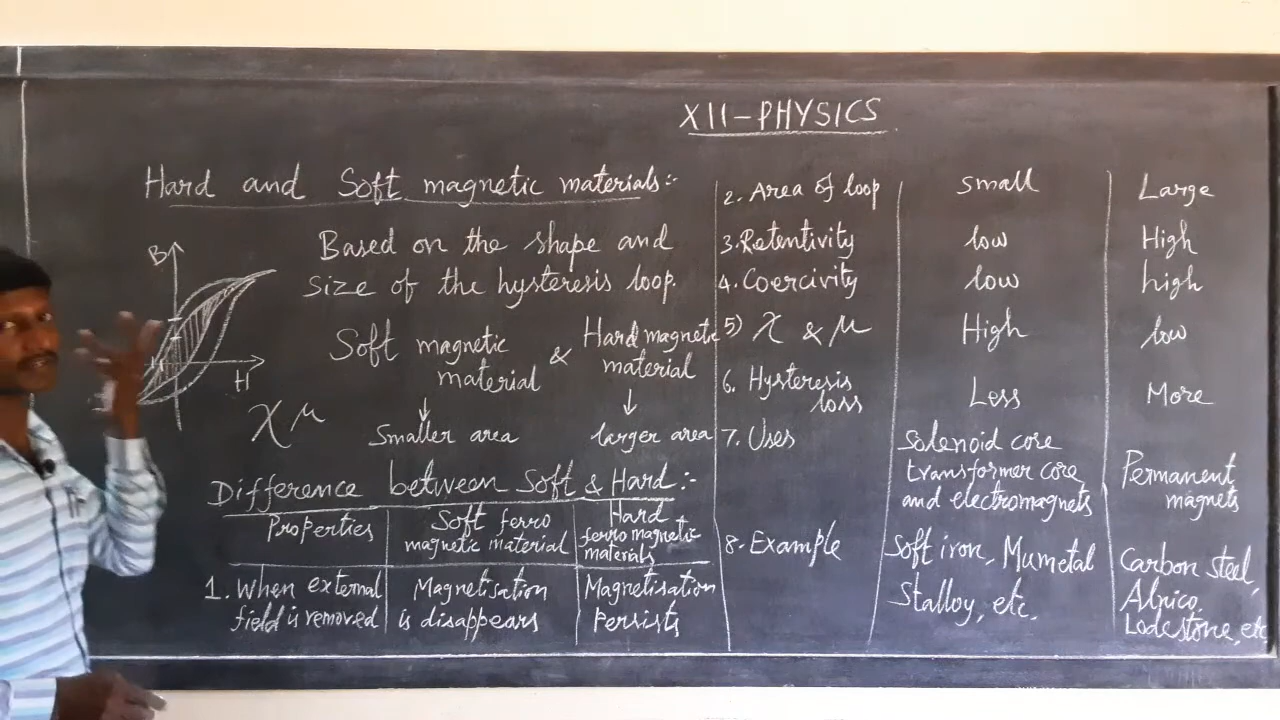 XII-PHYSICS
Hard and Soft magnetic materials:-
Based on the shape and
size of the hysteresis loop.
B
H
χ μ
Soft magnetic material & Hard magnetic material
Smaller area
larger area
Difference between Soft & Hard:-
Properties
Soft ferro magnetic material
Hard ferro magnetic materials
1. When external field is removed
Magnetisation is disappears
Magnetisation Persists
2. Area of loop small Large
3. Retentivity low High
4. Coercivity low high
5) χ & μ High low
6. Hysteresis loss Less More
7. Uses
Solenoid core
transformer core
and electromagnets
Permanent
magnets
8. Example
Soft iron, Mumetal
Stalloy, etc.
Carbon steel,
Alnico,
Lodestone, etc